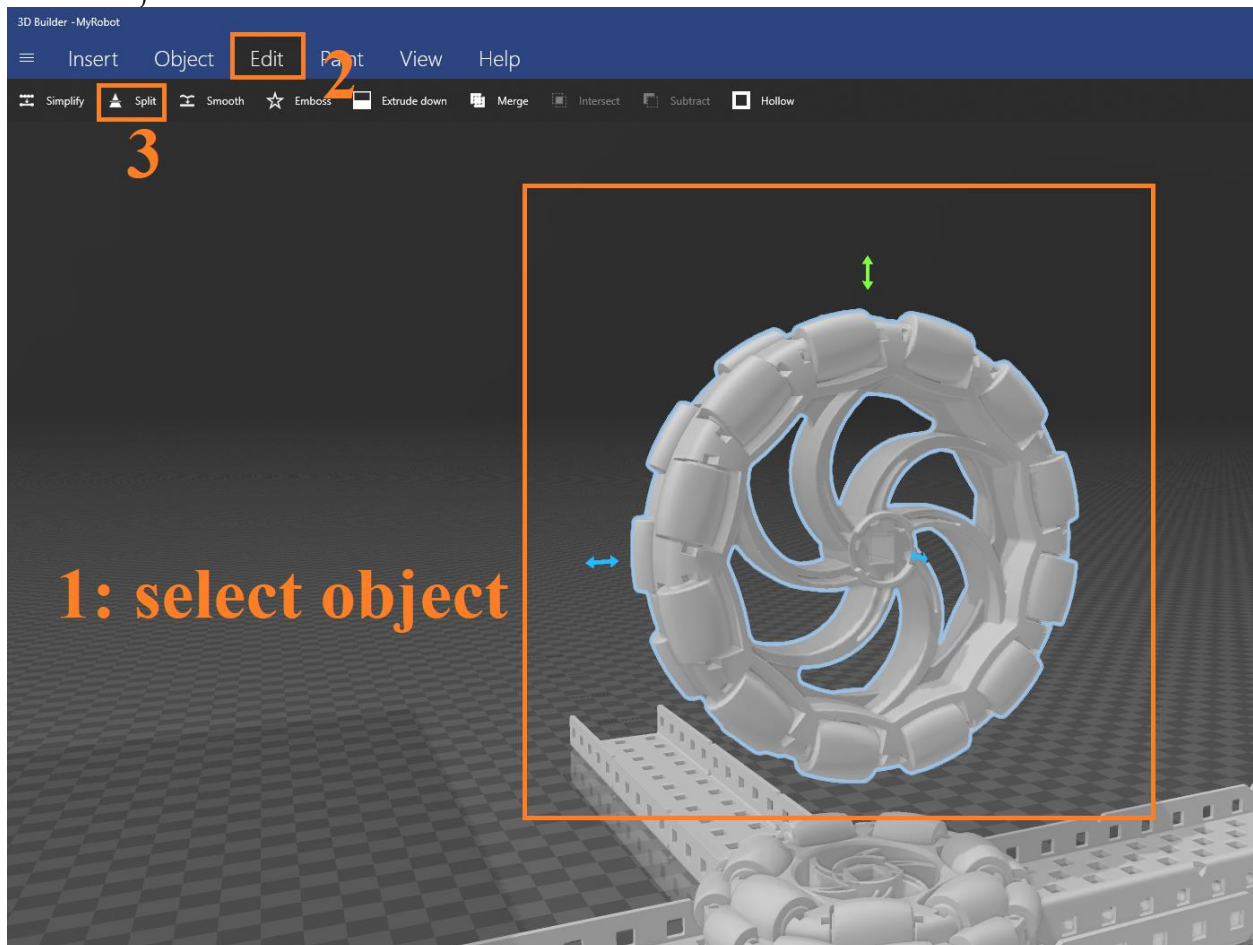 3D Builder - MyRobot
Insert Object Edit Paint View Help
2
Simplify Split Smooth Emboss Extrude down Merge Intersect Subtract Hollow
3
1: select object